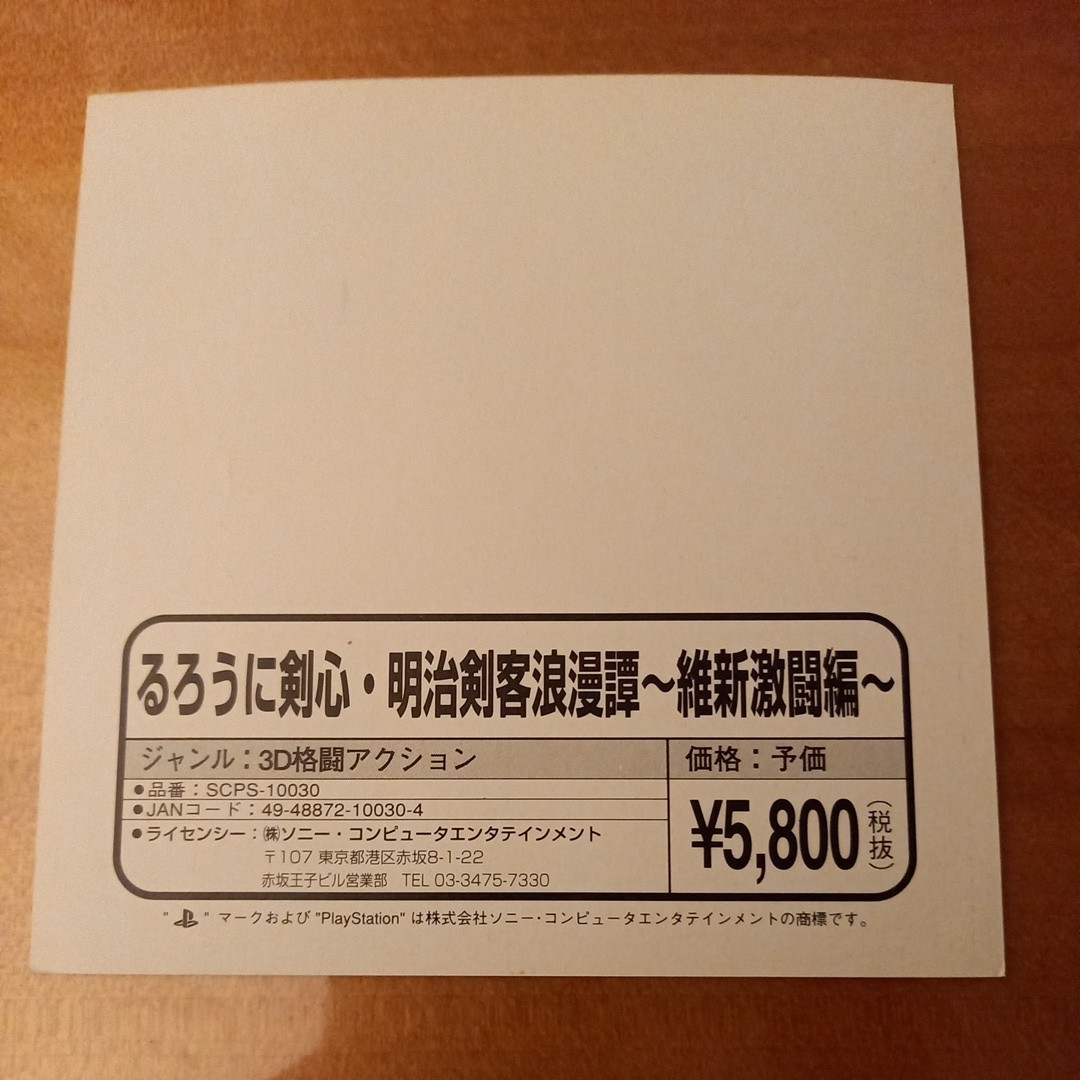 るろうに剣心・明治剣客浪漫譚〜維新激闘編〜
ジャンル：3D格闘アクション
●品番：SCPS-10030
●JANコード：49-48872-10030-4
●ライセンシー：㈱ソニー・コンピュータエンタテインメント
〒107 東京都港区赤坂8-1-22
赤坂王子ビル営業部 TEL 03-3475-7330
価格：予価
¥5,800（税抜）
" " マークおよび "PlayStation" は株式会社ソニー・コンピュータエンタテインメントの商標です。